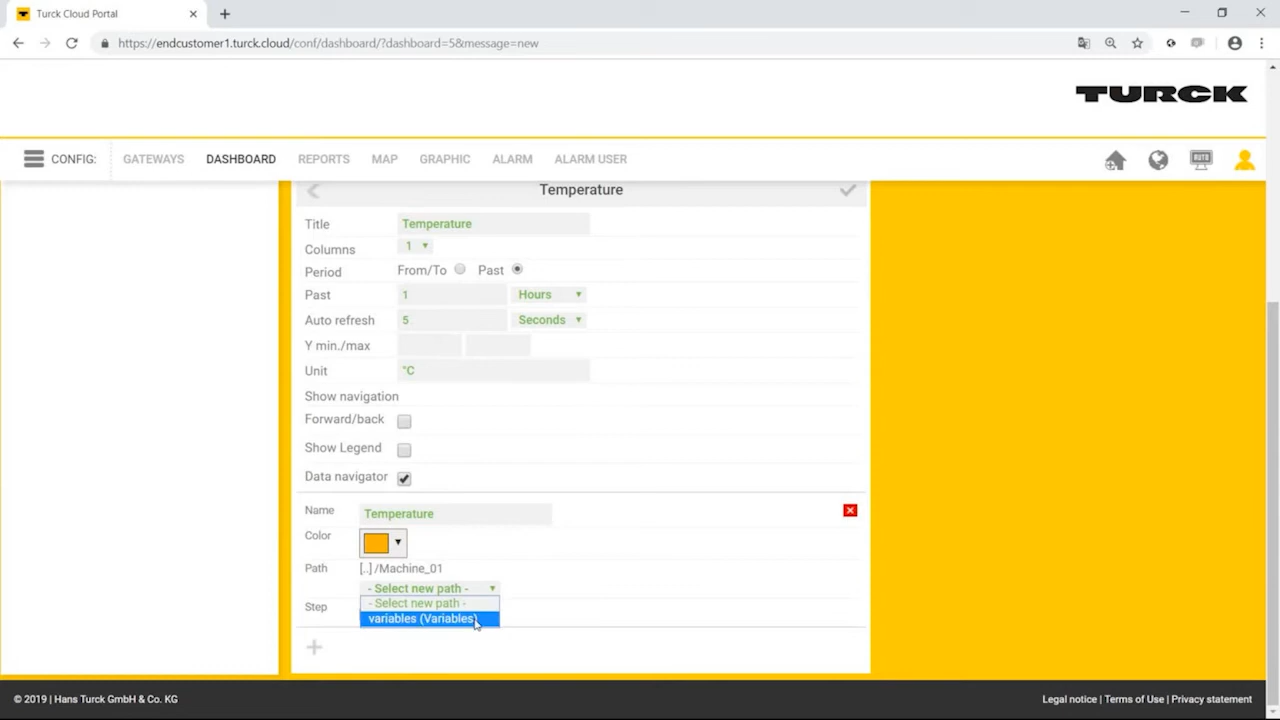 Turck Cloud Portal
https://endcustomer1.turck.cloud/conf/dashboard/?dashboard=5&message=new
TURCK
CONFIG: GATEWAYS DASHBOARD REPORTS MAP GRAPHIC ALARM ALARM USER
AUTO
Temperature
Title Temperature
Columns 1
Period From/To Past
Past 1 Hours
Auto refresh 5 Seconds
Y min./max
Unit °C
Show navigation
Forward/back
Show Legend
Data navigator
Name Temperature
Color
Path [..] /Machine_01
- Select new path -
- Select new path -
Step
variables (Variables)
© 2019 | Hans Turck GmbH & Co. KG
Legal notice | Terms of Use | Privacy statement